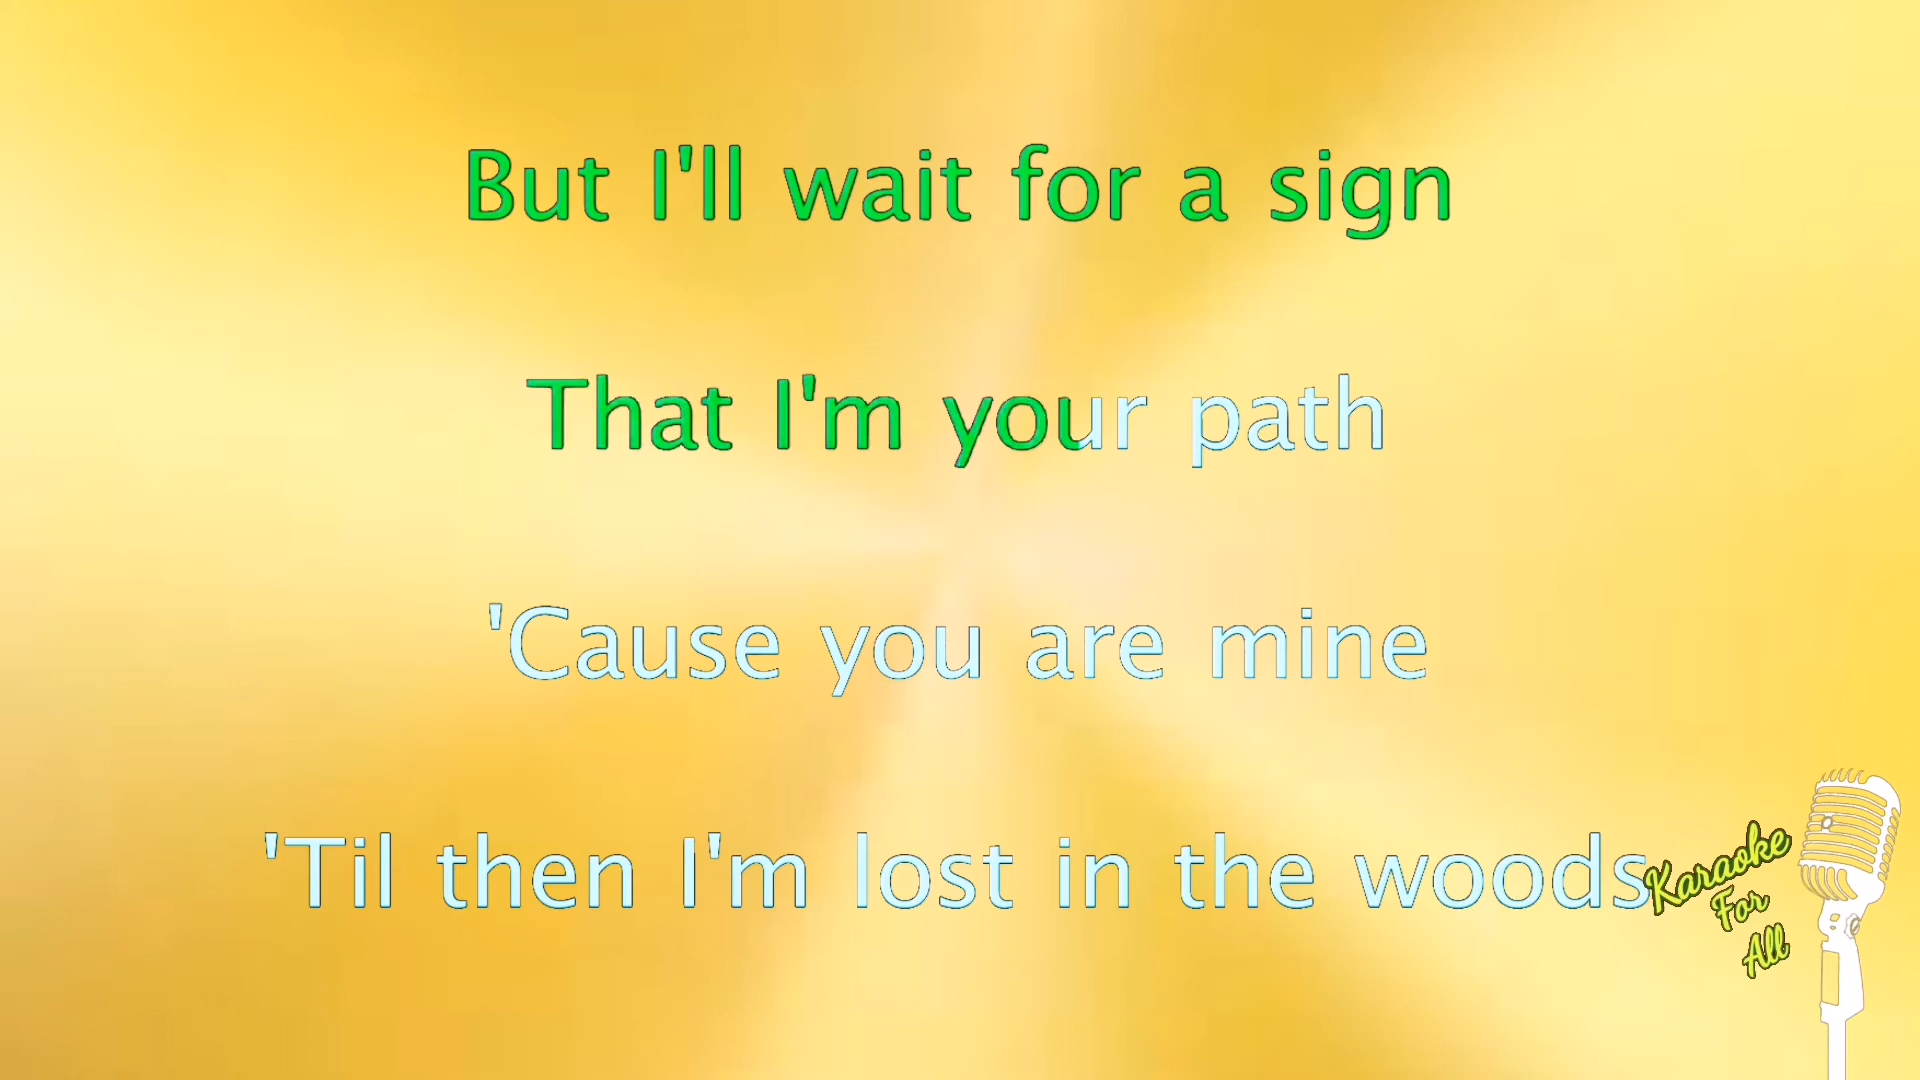 But I'll wait for a sign
That I'm your path
'Cause you are mine
'Til then I'm lost in the woods
Karaoke
For
All